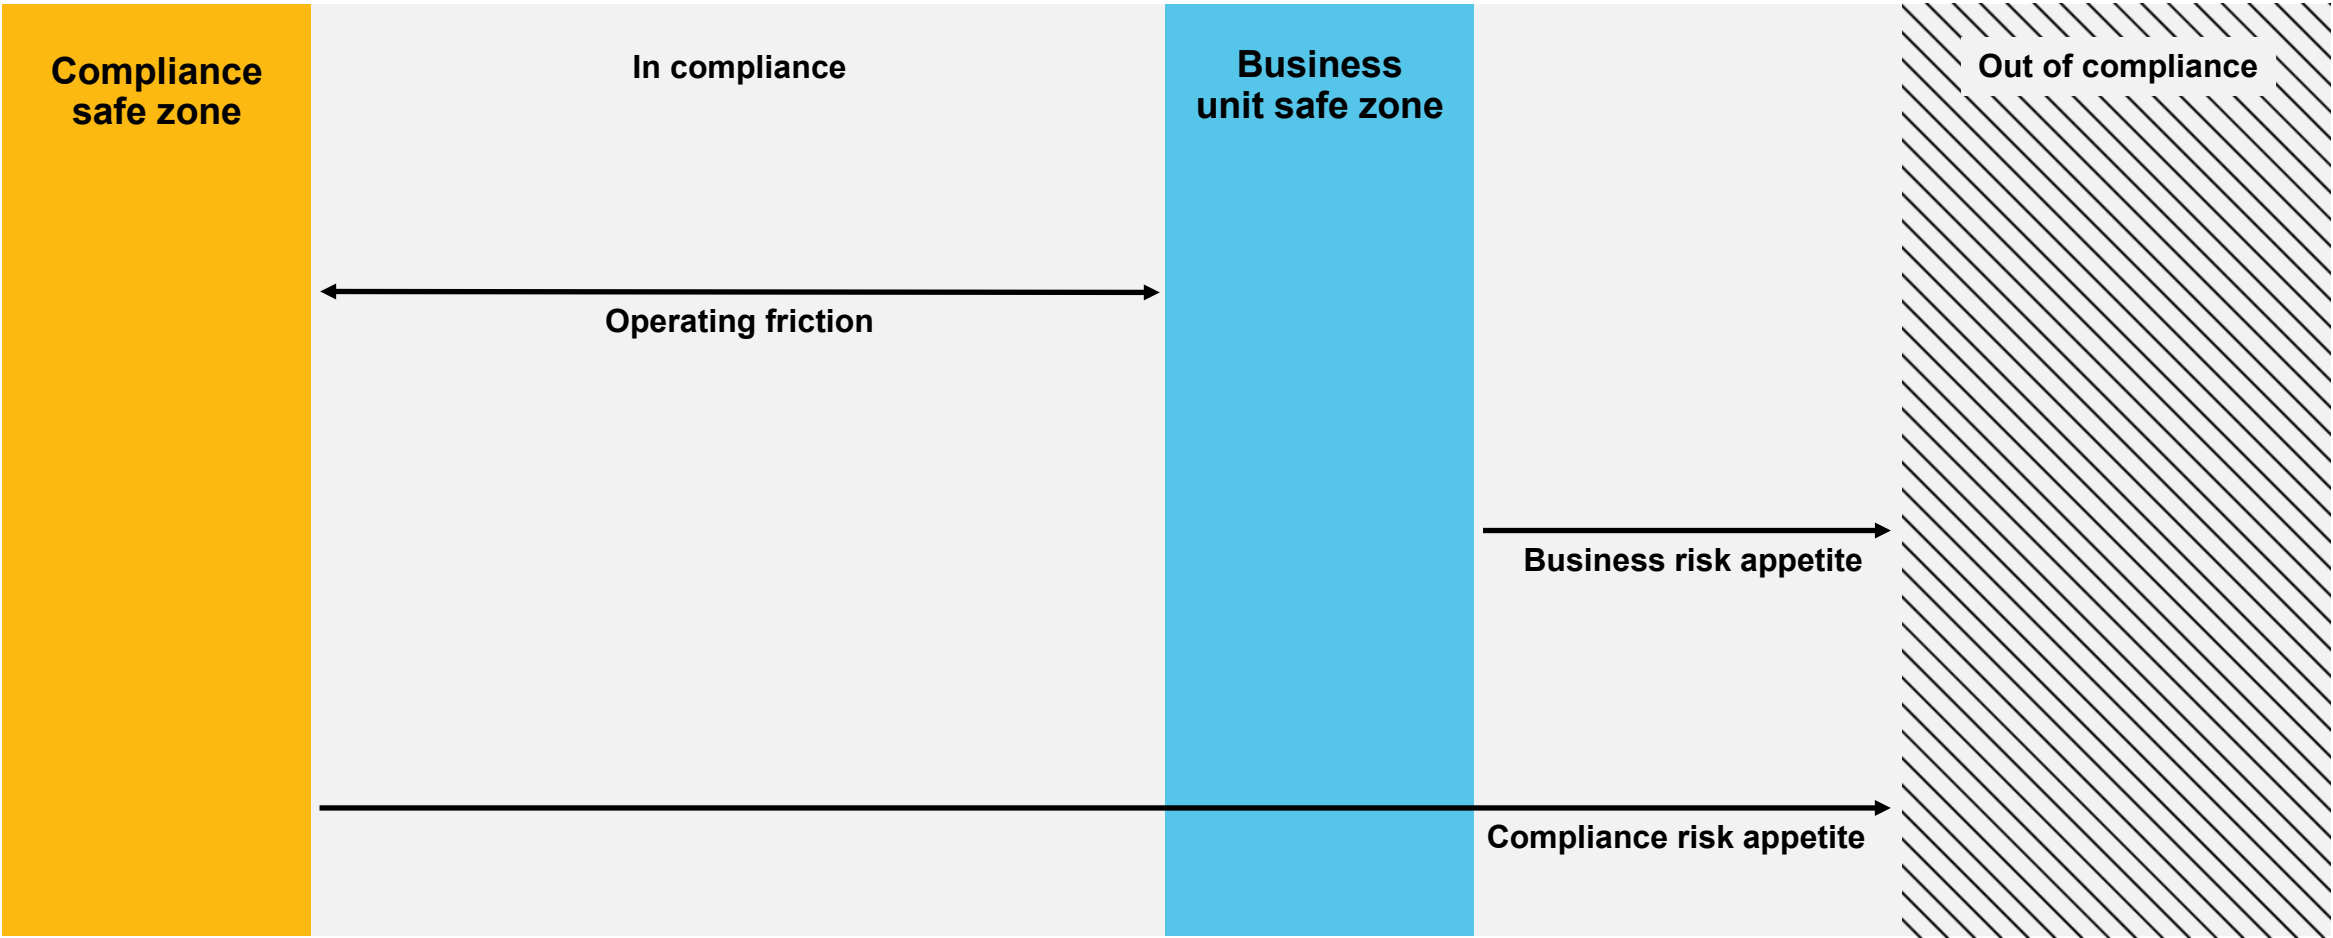 Compliance
safe zone
In compliance
Business
unit safe zone
Out of compliance
Operating friction
Business risk appetite
Compliance risk appetite